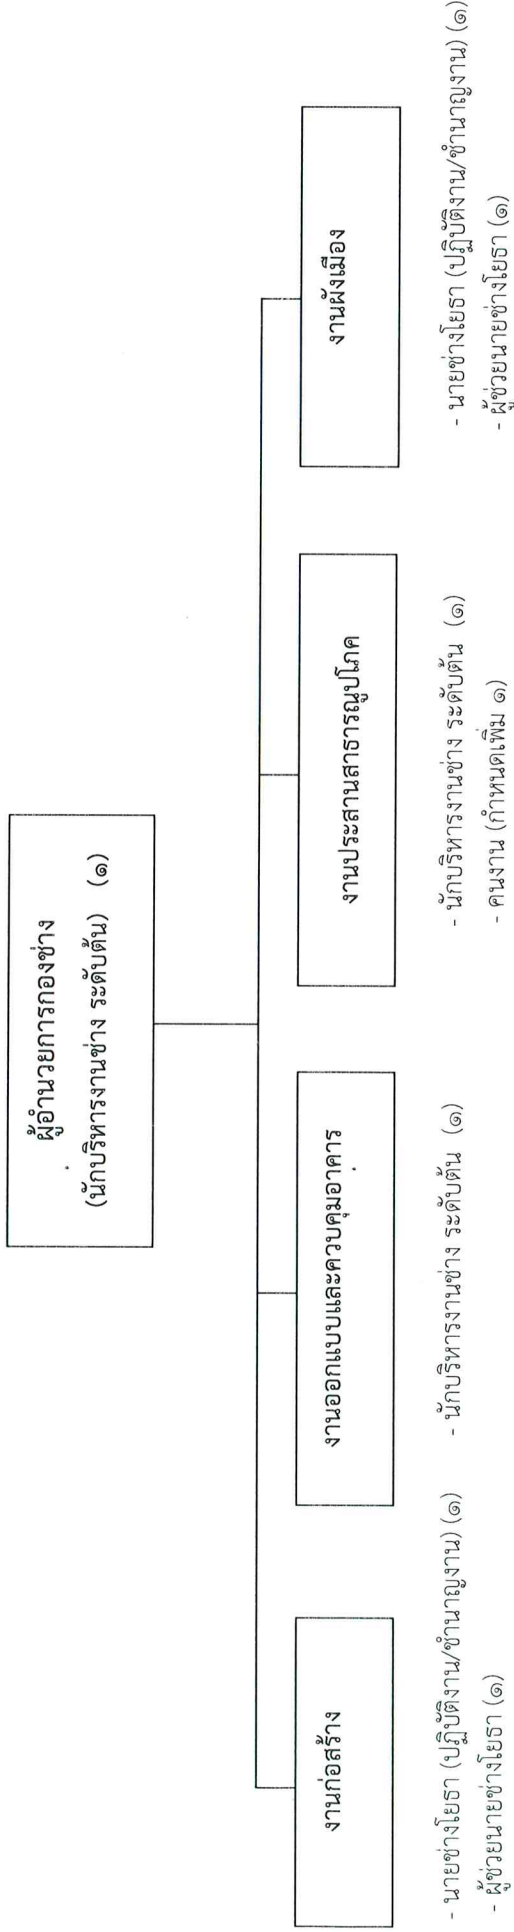 ผู้อำนวยการกองช่าง
(นักบริหารงานช่าง ระดับต้น) (๑)
งานก่อสร้าง
- นายช่างโยธา (ปฏิบัติงาน/ชำนาญงาน) (๑)
- ผู้ช่วยนายช่างโยธา (๑)
งานออกแบบและควบคุมอาคาร
- นักบริหารงานช่าง ระดับต้น (๑)
งานประสานสาธารณูปโภค
- นักบริหารงานช่าง ระดับต้น (๑)
- คนงาน (กำหนดเพิ่ม ๑)
งานผังเมือง
- นายช่างโยธา (ปฏิบัติงาน/ชำนาญงาน) (๑)
- ผู้ช่วยนายช่างโยธา (๑)